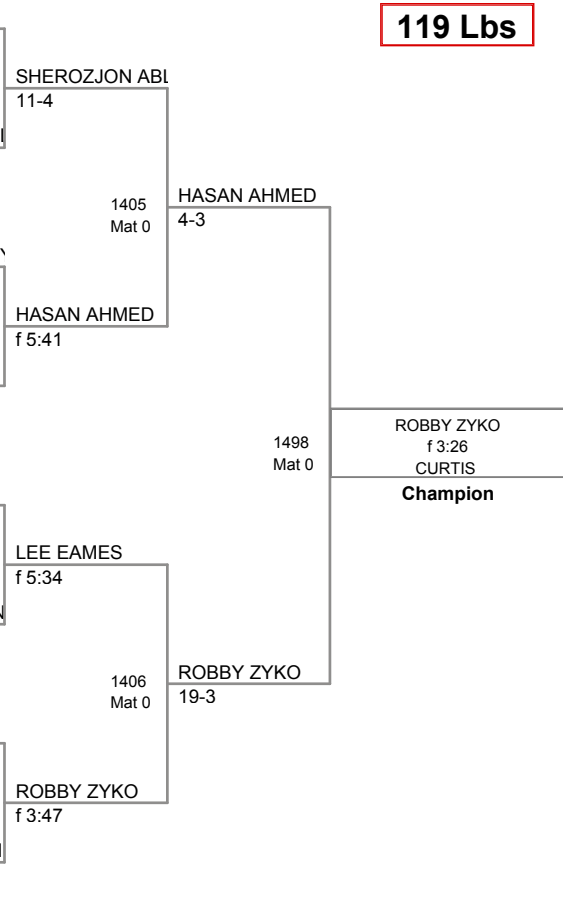 119 Lbs
SHEROZJON ABL
11-4
1405
Mat 0
HASAN AHMED
4-3
HASAN AHMED
f 5:41
1498
Mat 0
ROBBY ZYKO
f 3:26
CURTIS
Champion
LEE EAMES
f 5:34
1406
Mat 0
ROBBY ZYKO
19-3
ROBBY ZYKO
f 3:47